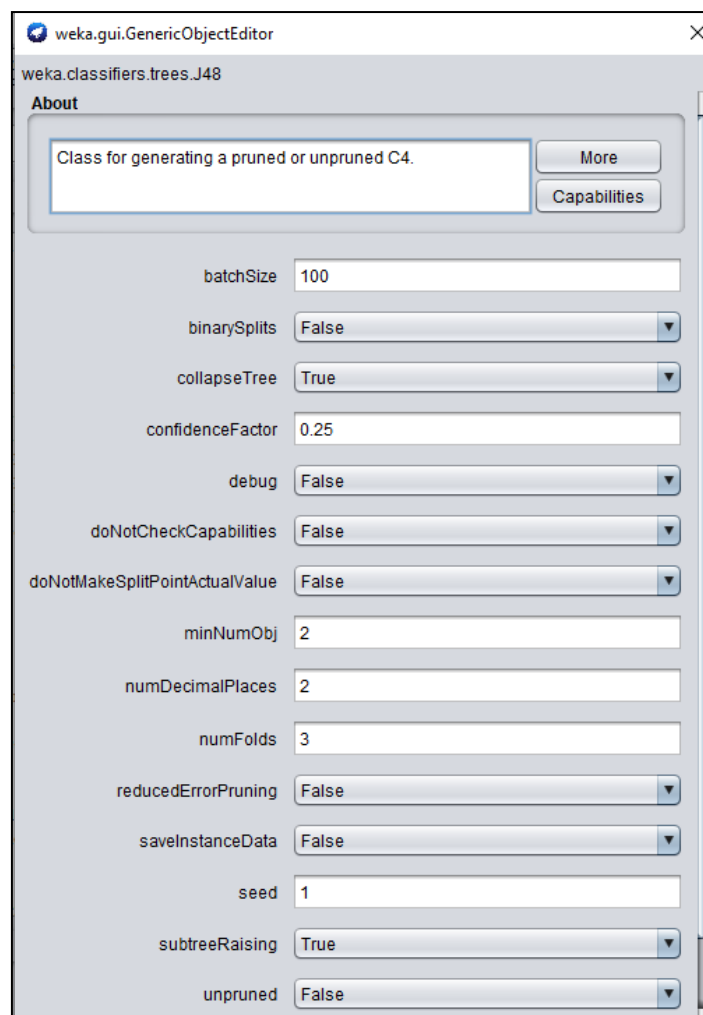 weka.gui.GenericObjectEditor
weka.classifiers.trees.J48
About
Class for generating a pruned or unpruned C4.
More
Capabilities
batchSize 100
binarySplits False
collapseTree True
confidenceFactor 0.25
debug False
doNotCheckCapabilities False
doNotMakeSplitPointActualValue False
minNumObj 2
numDecimalPlaces 2
numFolds 3
reducedErrorPruning False
saveInstanceData False
seed 1
subtreeRaising True
unpruned False